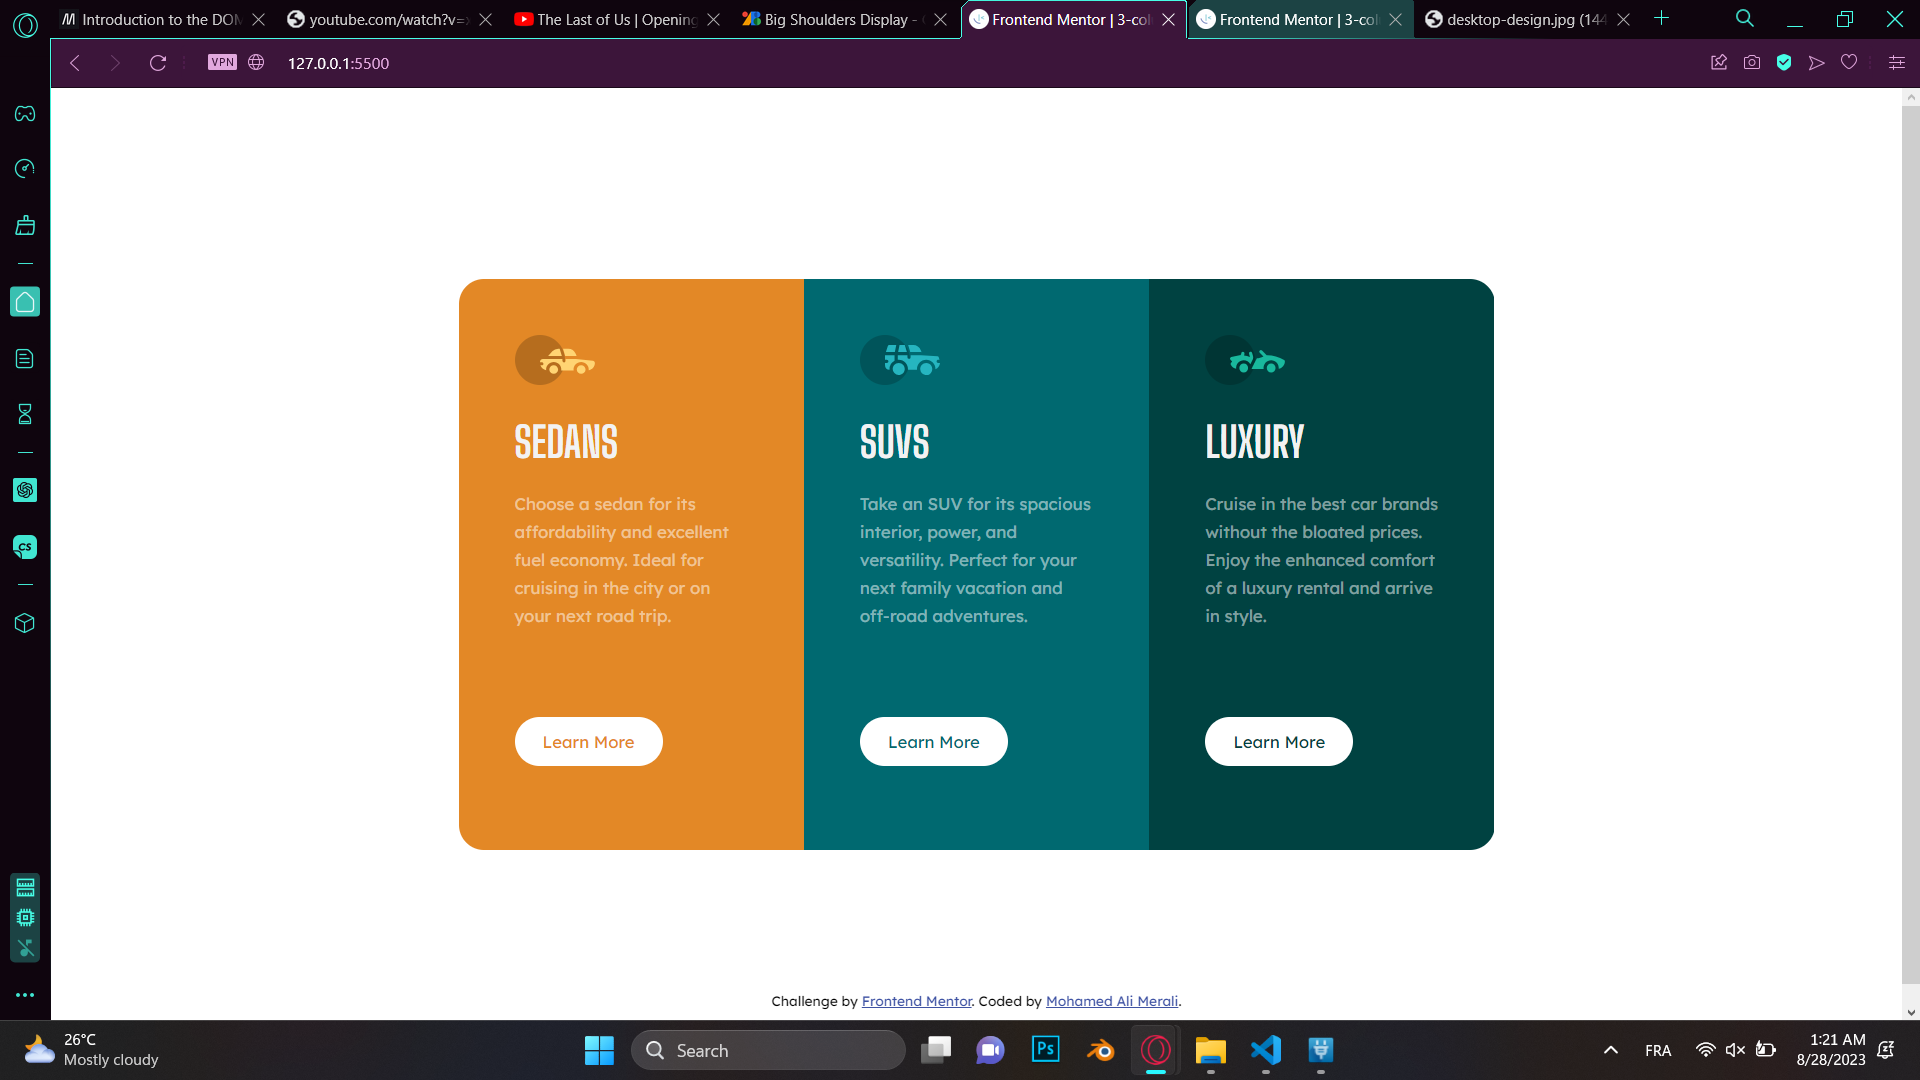 Introduction to the DOM
youtube.com/watch?v=
The Last of Us | Opening
Big Shoulders Display -
Frontend Mentor | 3-col
Frontend Mentor | 3-col
desktop-design.jpg (144
VPN
127.0.0.1:5500
CS
SEDANS
Choose a sedan for its
affordability and excellent
fuel economy. Ideal for
cruising in the city or on
your next road trip.
Learn More
SUVS
Take an SUV for its spacious
interior, power, and
versatility. Perfect for your
next family vacation and
off-road adventures.
Learn More
LUXURY
Cruise in the best car brands
without the bloated prices.
Enjoy the enhanced comfort
of a luxury rental and arrive
in style.
Learn More
Challenge by Frontend Mentor. Coded by Mohamed Ali Merali.
26°C
Mostly cloudy
Search
Ps
FRA
1:21 AM
8/28/2023